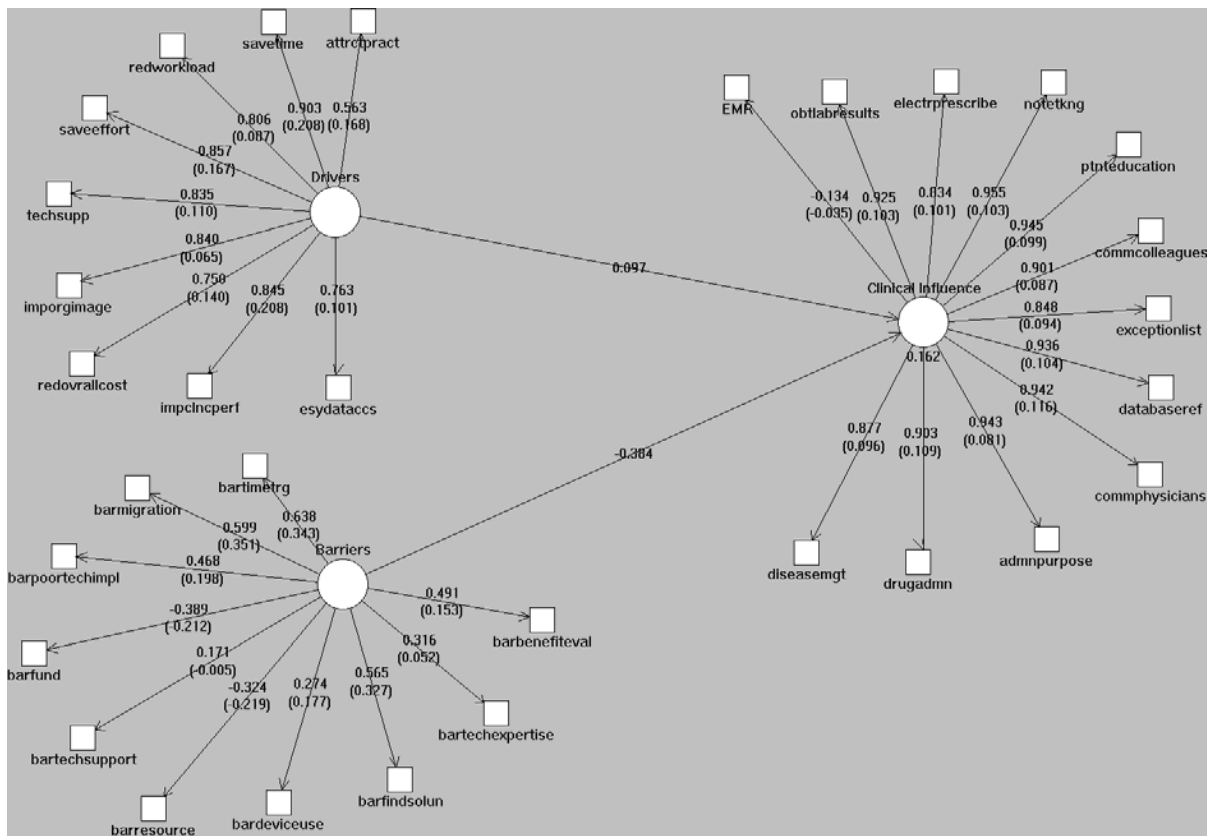 savetime
attrctpract
redworkload
saveeffort
techsupp
imporgimage
redovrallcost
impclncperf
esydataccs
Drivers
0.903
(0.208)
0.563
(0.168)
0.806
(0.087)
0.857
(0.167)
0.835
(0.110)
0.840
(0.065)
0.750
(0.140)
0.845
(0.208)
0.763
(0.101)
0.097
-0.384
EMR
obtlabresults
electrprescribe
notetkng
ptnteducation
commcolleagues
exceptionlist
databaseref
commphysicians
admnpurpose
drugadmn
diseasemgt
Clinical Influence
0.162
-0.134
(-0.035)
0.925
(0.103)
0.834
(0.101)
0.955
(0.103)
0.945
(0.099)
0.901
(0.087)
0.848
(0.094)
0.936
(0.104)
0.942
(0.116)
0.943
(0.081)
0.903
(0.109)
0.877
(0.096)
bartimetrg
barmigration
barpoortechimpl
barfund
bartechsupport
barresource
bardeviceuse
barfindsolun
bartechexpertise
barbenefiteval
Barriers
0.638
(0.343)
0.599
(0.351)
0.468
(0.198)
-0.389
(-0.212)
0.171
(-0.005)
-0.324
(-0.219)
0.274
(0.177)
0.565
(0.327)
0.316
(0.052)
0.491
(0.153)